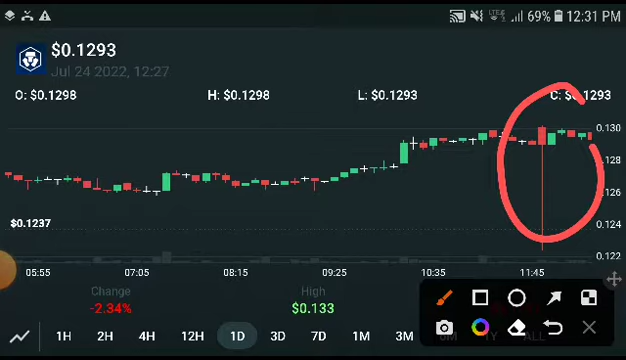 69% 12:31 PM
$0.1293
Jul 24 2022, 12:27
O: $0.1298 H: $0.1298 L: $0.1293 C: $0.1293
0.130
0.128
0.126
0.124
$0.1237
0.122
05:55 07:05 08:15 09:25 10:35 11:45
Change High
-2.34% $0.133
1H 2H 4H 12H 1D 3D 7D 1M 3M 1Y ALL